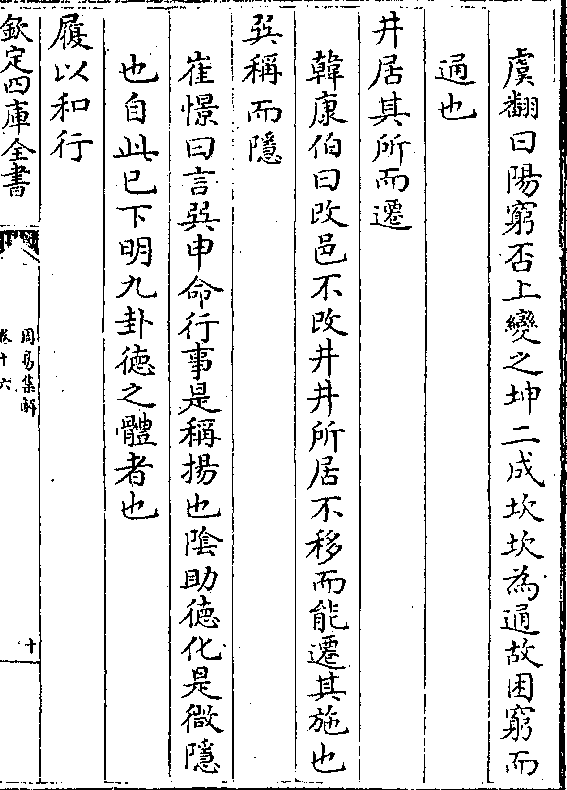 虞翻曰陽窮否上變之坤二成坎坎為通故困窮而
通也
井居其所而遷
韓康伯曰改邑不改井井所居不移而能遷其施也
巽稱而隱
崔憬曰言巽申命行事是稱揚也陰助德化是微隱
也自此已下明九卦德之體者也
履以和行
欽定四庫全書
周易集解
卷十六
十